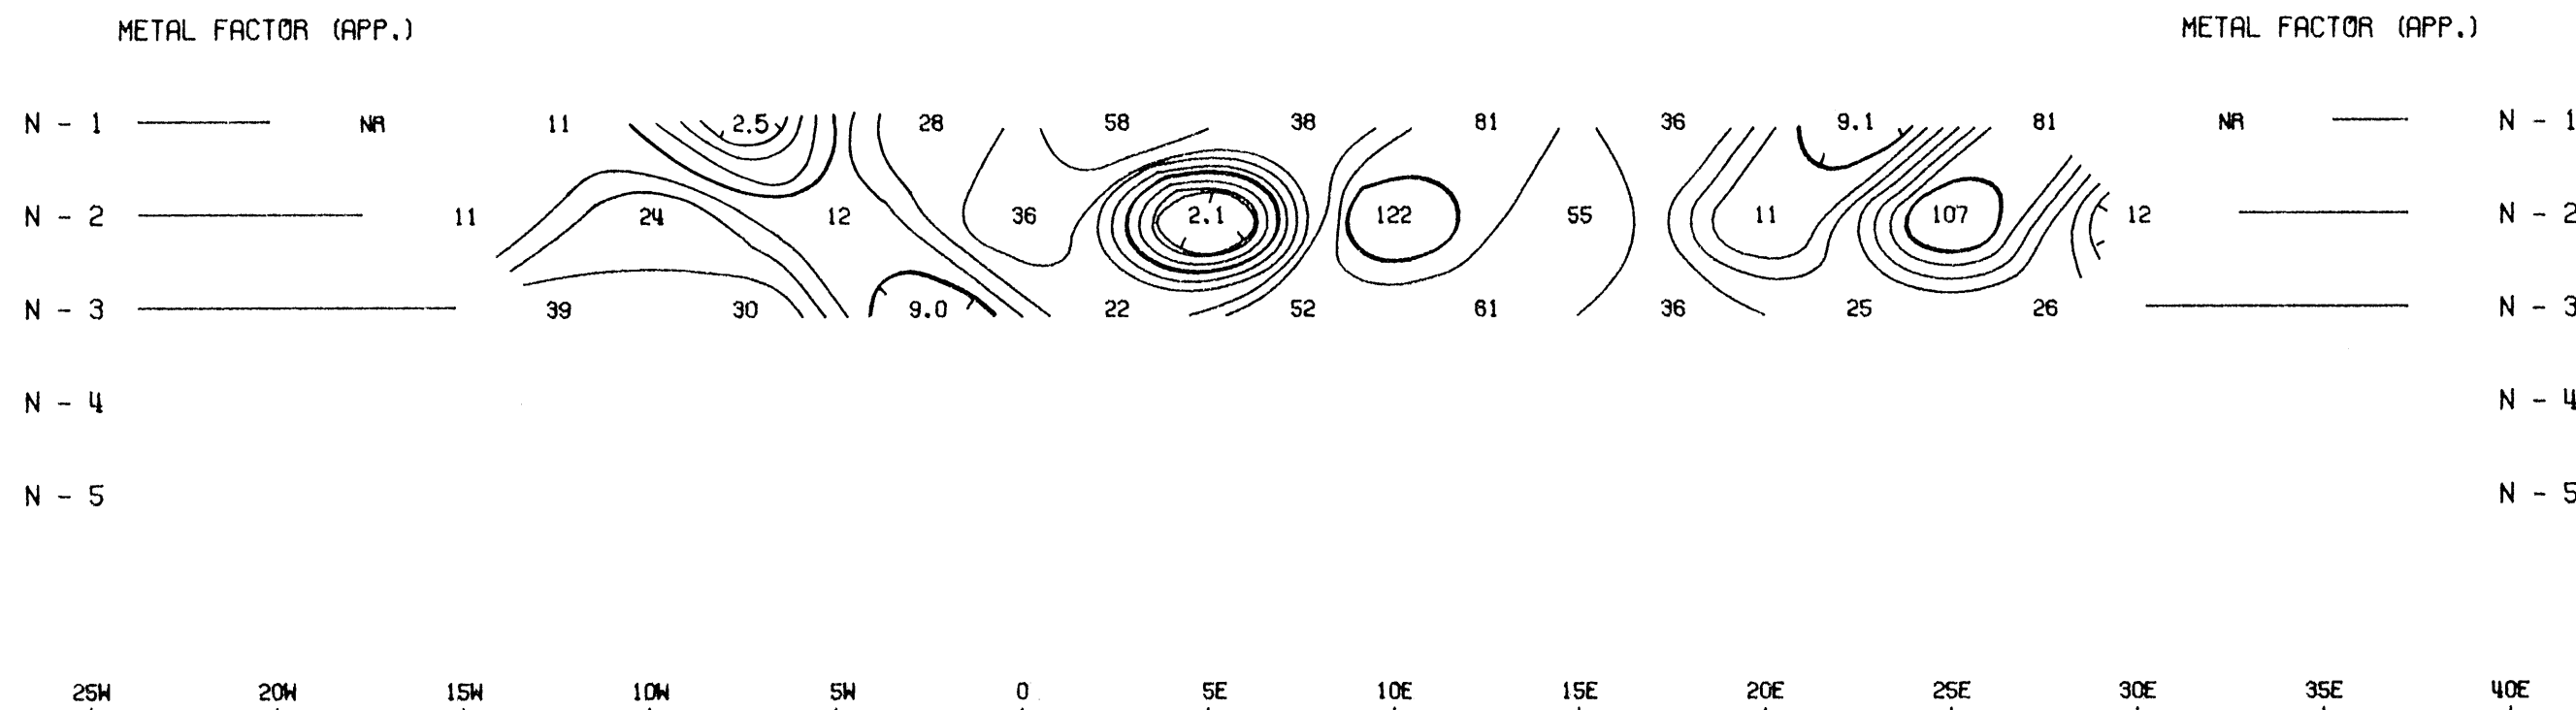 METAL FACTOR (APP.) METAL FACTOR (APP.)
N - 1 NA 11 2.5 28 58 38 81 36 9.1 81 NA N - 1
N - 2 11 24 12 36 2.1 122 55 11 107 12 N - 2
N - 3 39 30 9.0 22 52 61 36 25 26 N - 3
N - 4 N - 4
N - 5 N - 5
25W 20W 15W 10W 5W 0 5E 10E 15E 20E 25E 30E 35E 40E